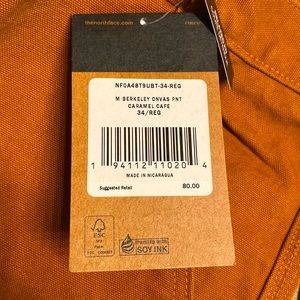 thenorthface.com
NF0A48T9UBT-34-REG
M BERKELEY CNVAS PNT
CARAMEL CAFE
34/REG
1 94112 11020 4
MADE IN NICARAGUA
Suggested Retail 80.00
FSC
printed with
SOY INK